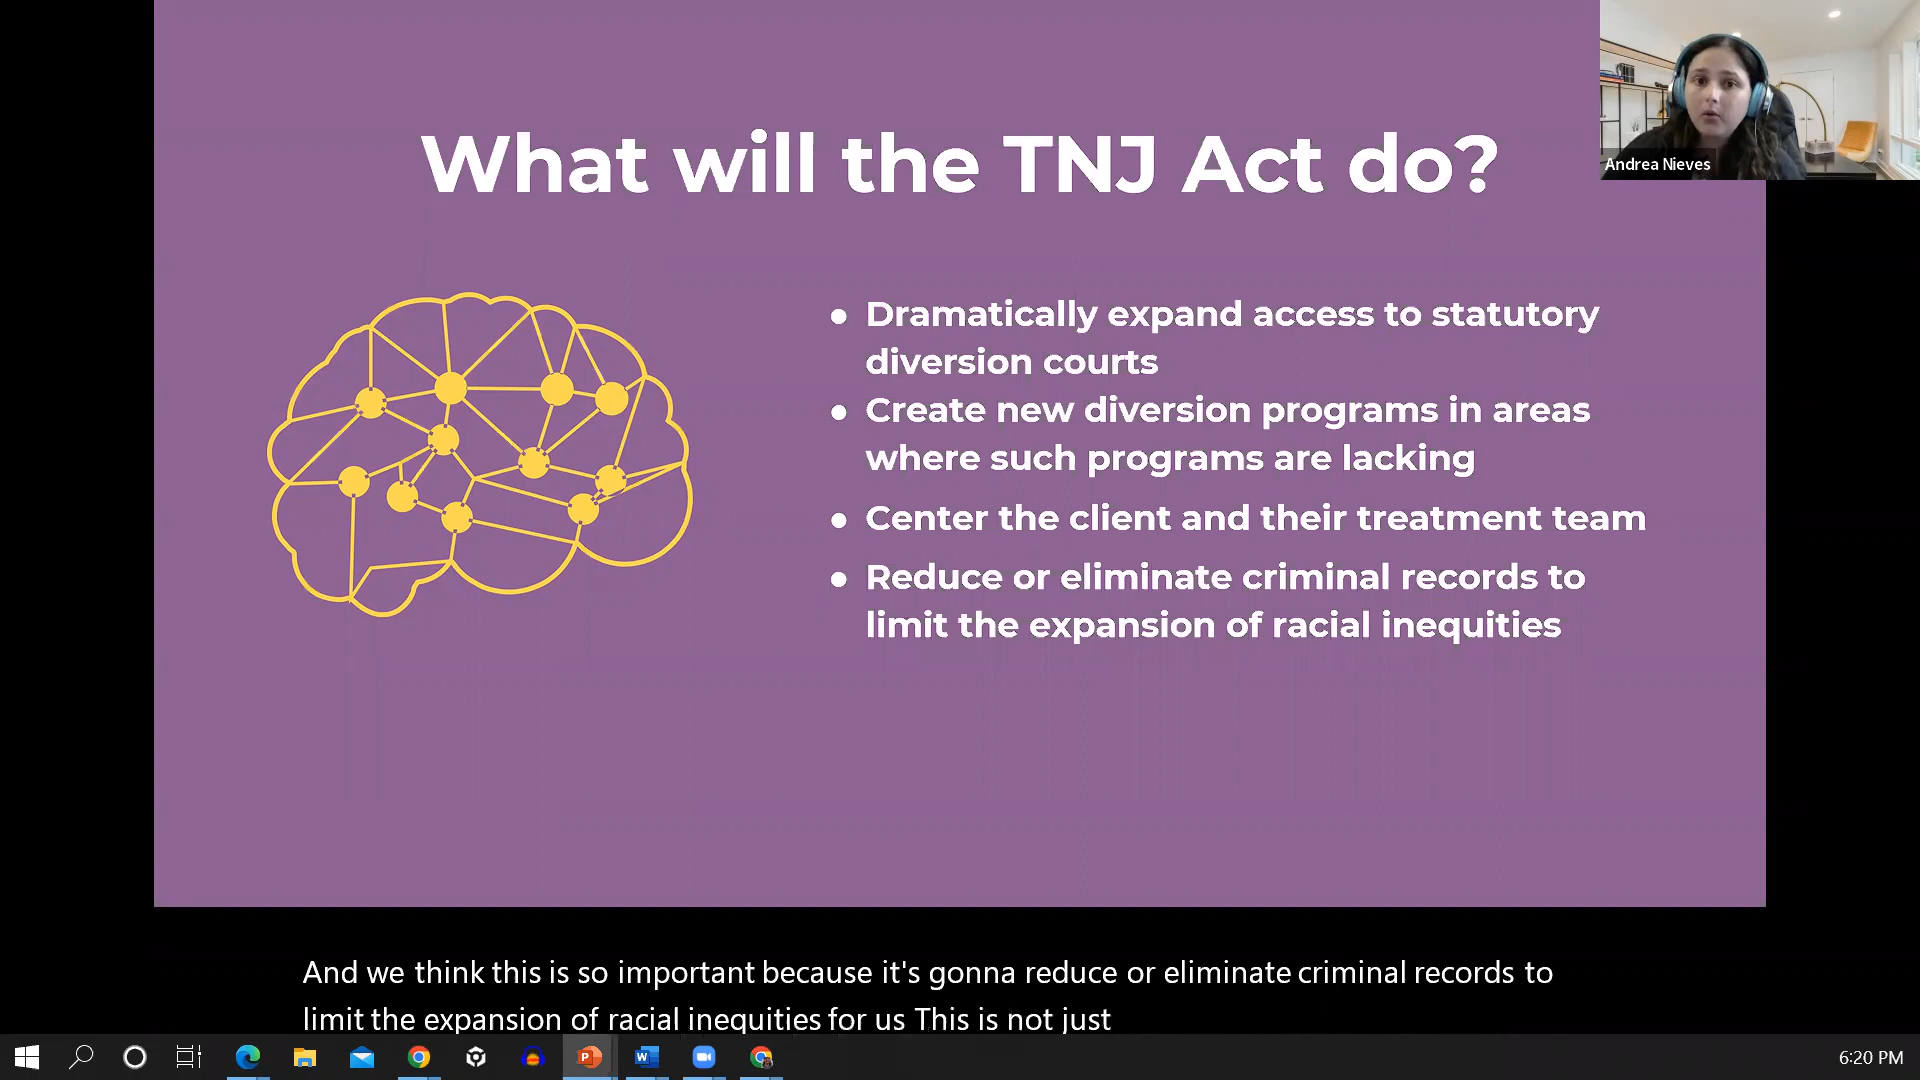 What will the TNJ Act do?
Andrea Nieves
● Dramatically expand access to statutory
diversion courts
● Create new diversion programs in areas
where such programs are lacking
● Center the client and their treatment team
● Reduce or eliminate criminal records to
limit the expansion of racial inequities
And we think this is so important because it's gonna reduce or eliminate criminal records to
limit the expansion of racial inequities for us This is not just
6:20 PM